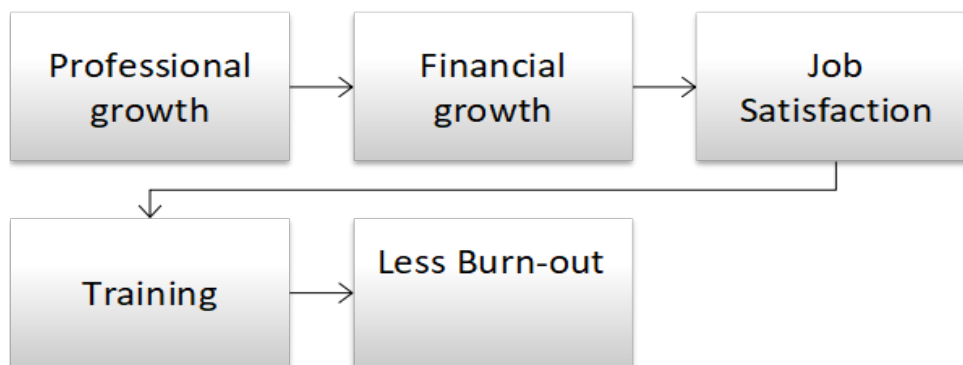 Professional
growth
Financial
growth
Job
Satisfaction
Training
Less Burn-out